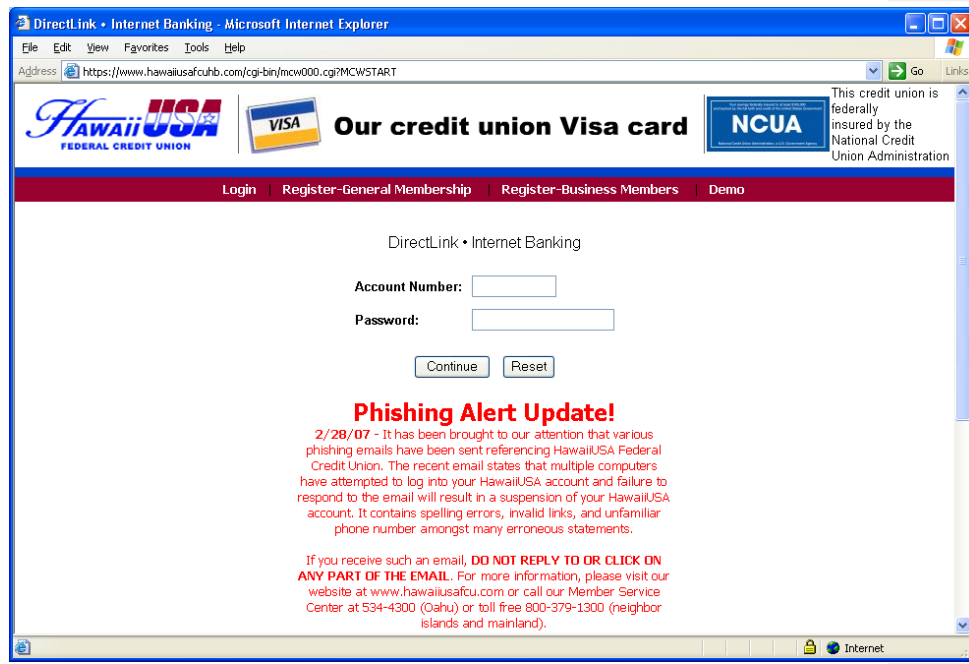 DirectLink • Internet Banking - Microsoft Internet Explorer
File Edit View Favorites Tools Help
Address https://www.hawaiiusafcuhb.com/cgi-bin/mcw000.cgi?MCWSTART Go Links
HAWAII USA
FEDERAL CREDIT UNION
VISA
Our credit union Visa card
NCUA
This credit union is
federally
insured by the
National Credit
Union Administration
Login Register-General Membership Register-Business Members Demo
DirectLink • Internet Banking
Account Number:
Password:
Continue Reset
Phishing Alert Update!
2/28/07 - It has been brought to our attention that various
phishing emails have been sent referencing HawaiiUSA Federal
Credit Union. The recent email states that multiple computers
have attempted to log into your HawaiiUSA account and failure to
respond to the email will result in a suspension of your HawaiiUSA
account. It contains spelling errors, invalid links, and unfamiliar
phone number amongst many erroneous statements.
If you receive such an email, DO NOT REPLY TO OR CLICK ON
ANY PART OF THE EMAIL. For more information, please visit our
website at www.hawaiiusafcu.com or call our Member Service
Center at 534-4300 (Oahu) or toll free 800-379-1300 (neighbor
islands and mainland).
Internet